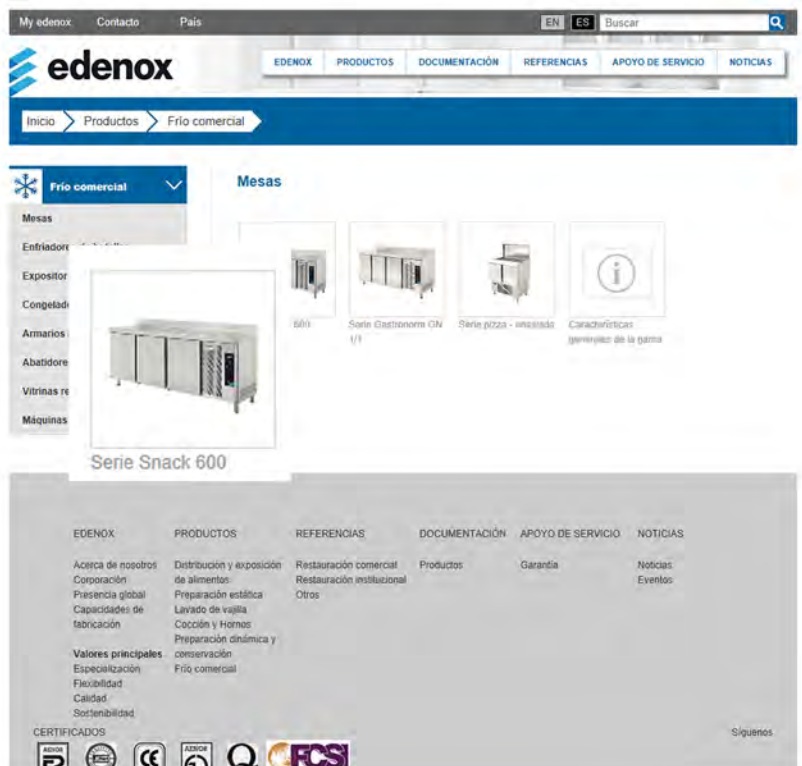 My edenox Contacto País
EN ES Buscar
edenox
EDENOX PRODUCTOS DOCUMENTACIÓN REFERENCIAS APOYO DE SERVICIO NOTICIAS
Inicio Productos Frío comercial
Frío comercial
Mesas
Mesas
Expositor
Armarios
Abatidore
Vitrinas re
Máquinas
600
Serie Gastronorm GN
1/1
Serie pizza - ensalada
Características
generales de la gama
Serie Snack 600
EDENOX
Acerca de nosotros
Corporación
Presencia global
Capacidades de
fabricación
Valores principales
Especialización
Flexibilidad
Calidad
Sostenibilidad
PRODUCTOS
Distribución y exposición
de alimentos
Preparación estática
Lavado de vajilla
Cocción y Hornos
Preparación dinámica y
conservación
Frío comercial
REFERENCIAS
Restauración comercial
Restauración institucional
Otros
DOCUMENTACIÓN
Productos
APOYO DE SERVICIO
Garantía
NOTICIAS
Noticias
Eventos
CERTIFICADOS
Síguenos
AENOR
CE
AENOR
Q
FCSI